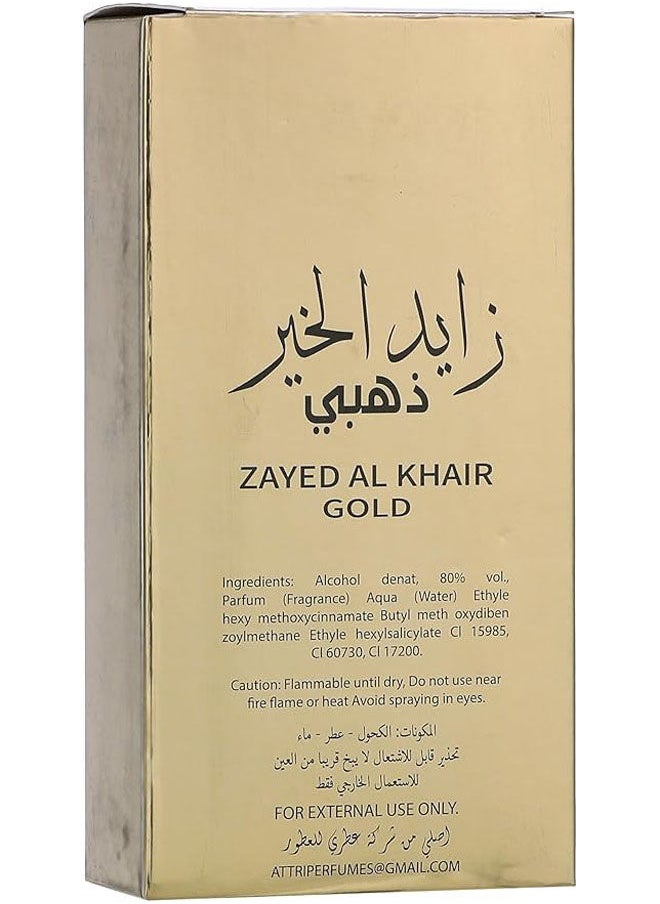 زايد الخير
ذهبي
ZAYED AL KHAIR
GOLD
Ingredients: Alcohol denat, 80% vol.,
Parfum (Fragrance) Aqua (Water) Ethyle
hexy methoxycinnamate Butyl meth oxydiben
zoylmethane Ethyle hexylsalicylate Cl 15985,
Cl 60730, Cl 17200.
Caution: Flammable until dry, Do not use near
fire flame or heat Avoid spraying in eyes.
المكونات: الكحول - عطر - ماء
تحذير قابل للاشتعال لا يبخ قريبا من العين
للاستعمال الخارجي فقط
FOR EXTERNAL USE ONLY.
اصلي من شركة عطري للعطور
ATTRIPERFUMES@GMAIL.COM